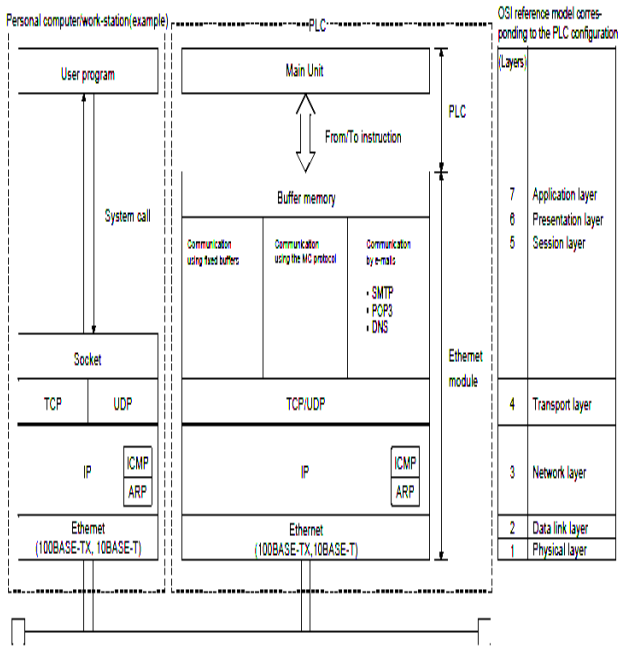 Personal computer/work-station(example)
User program
System call
Socket
TCP
UDP
IP
ICMP
ARP
Ethernet
(100BASE-TX, 10BASE-T)
PLC
Main Unit
From/To instruction
PLC
Buffer memory
Communication
using fixed buffers
Communication
using the MC protocol
Communication
by e-mails
• SMTP
• POP3
• DNS
Ethernet
module
TCP/UDP
IP
ICMP
ARP
Ethernet
(100BASE-TX,10BASE-T)
OSI reference model corres-
ponding to the PLC configuration
(Layers)
7 Application layer
6 Presentation layer
5 Session layer
4 Transport layer
3 Network layer
2 Data link layer
1 Physical layer